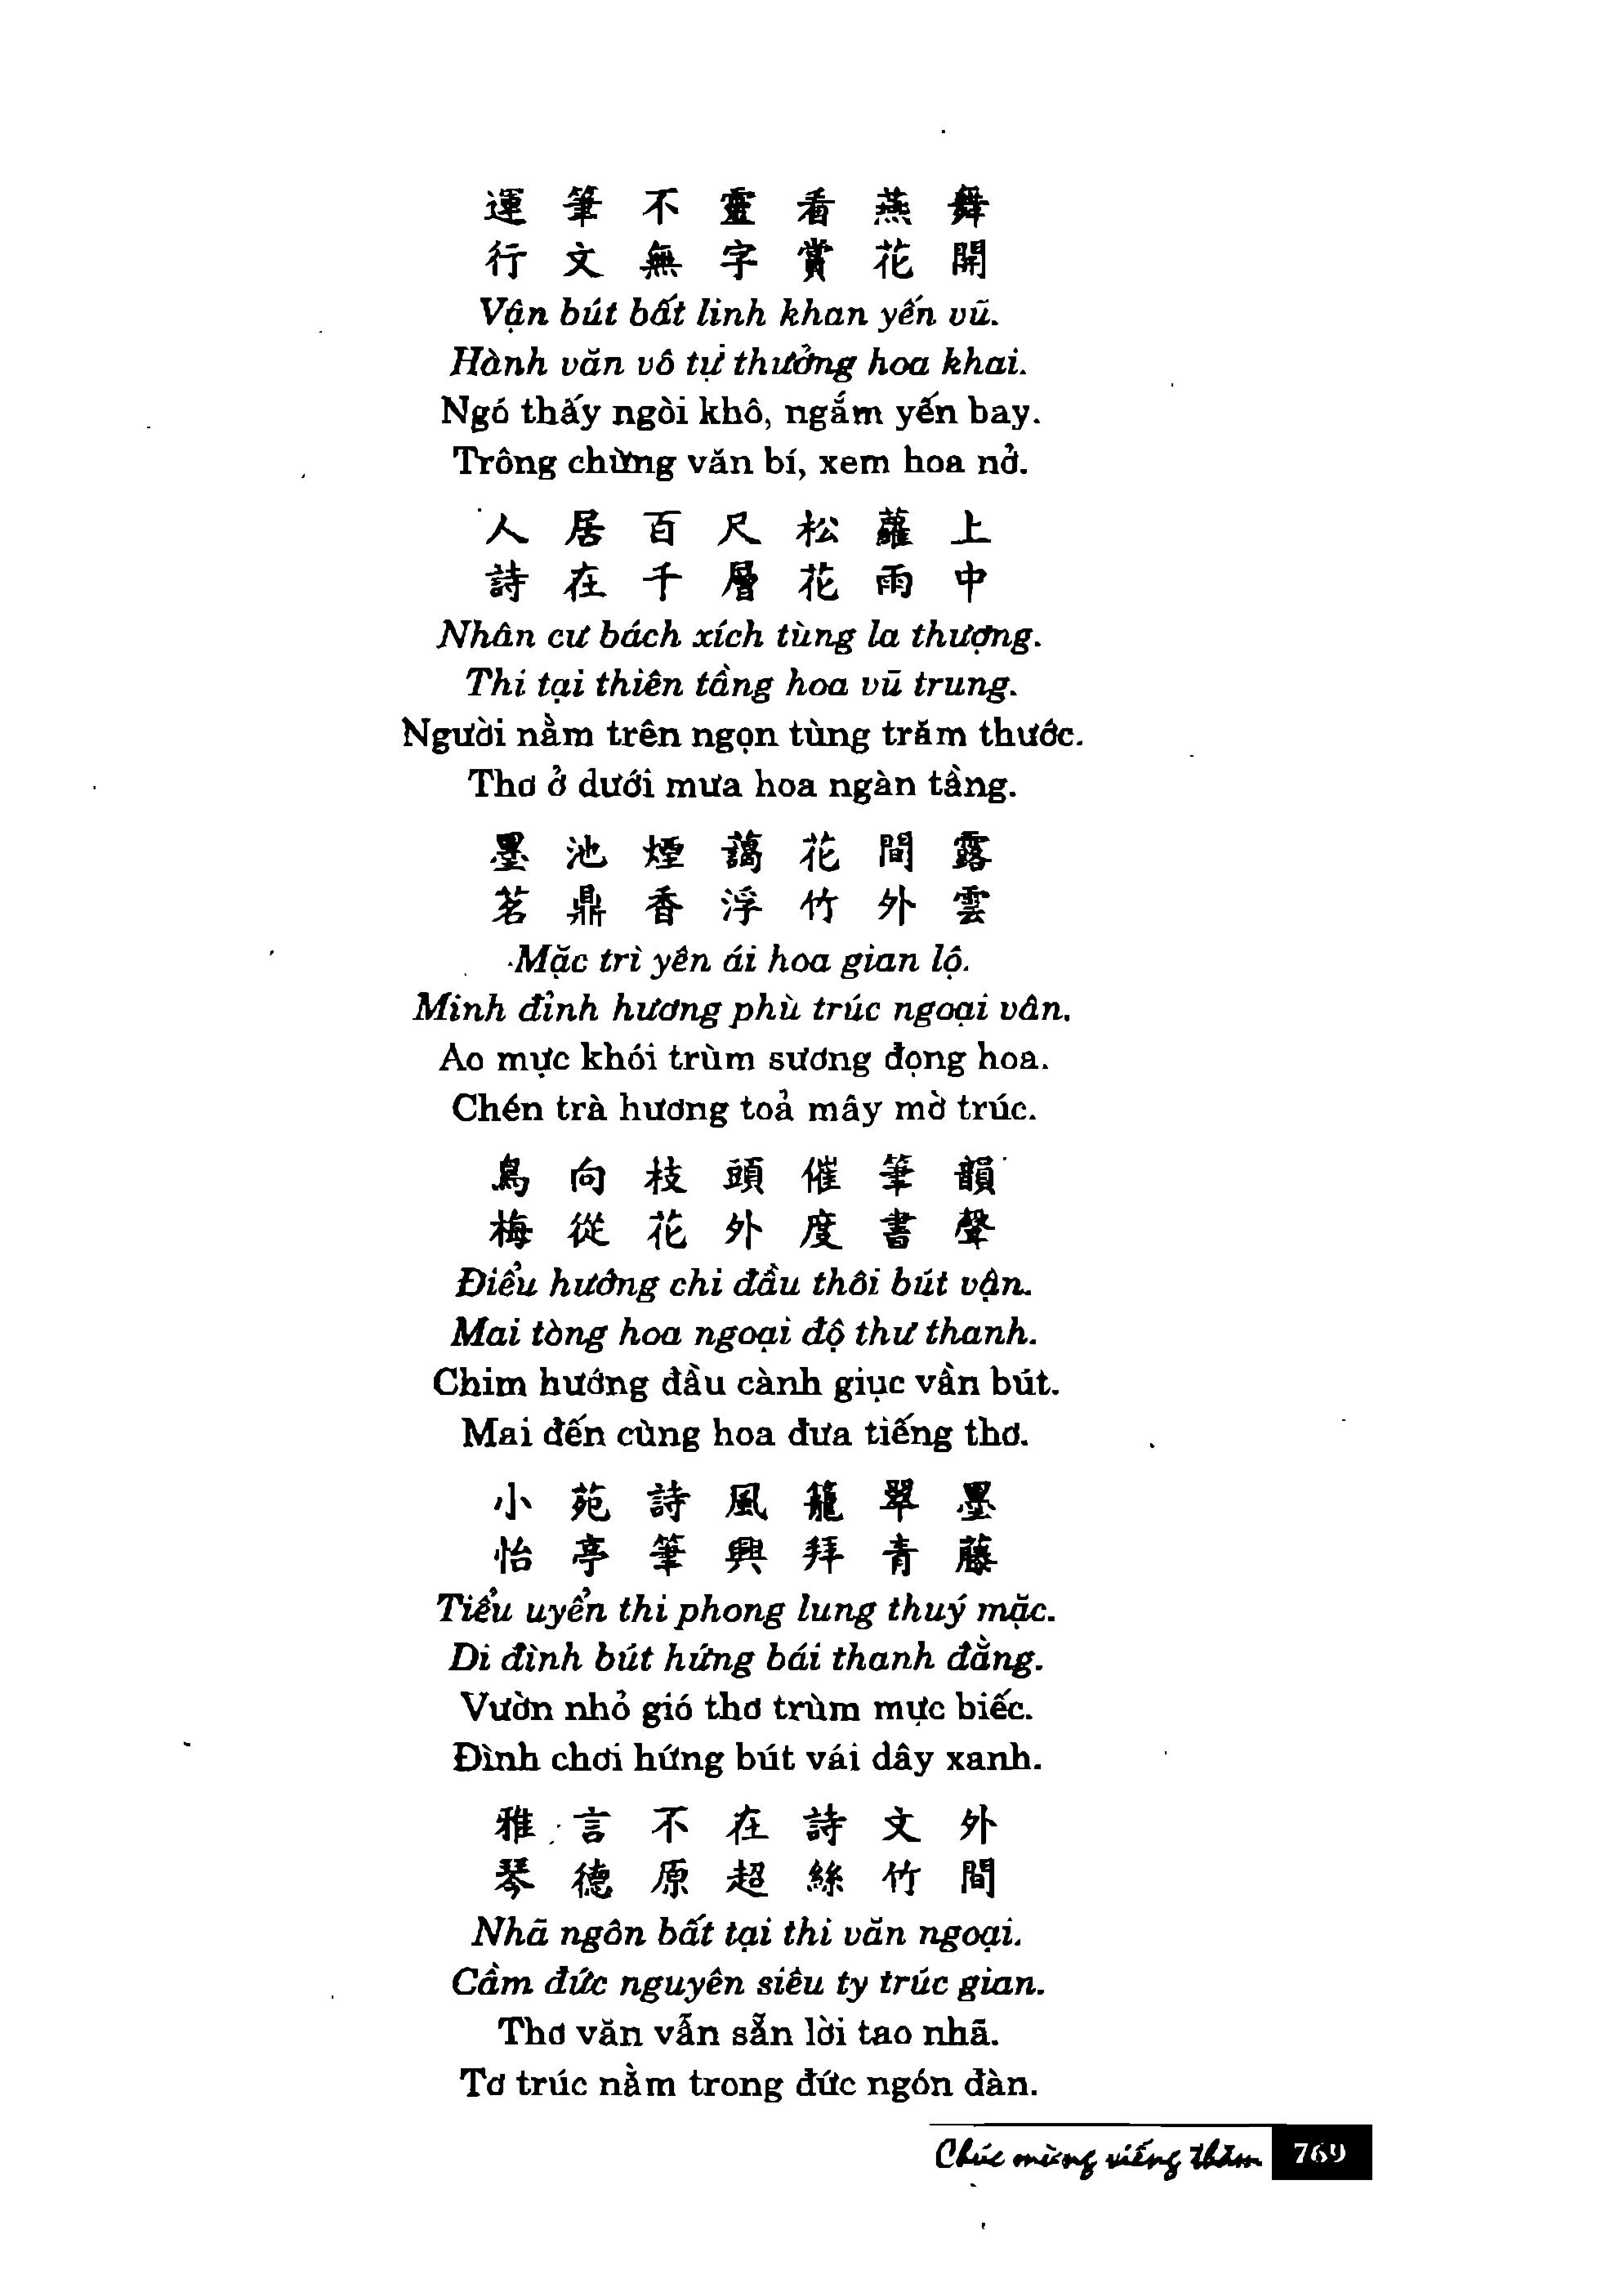 運筆不靈看燕舞
行文無字賞花開
Vận bút bất linh khan yến vũ.
Hành văn vô tự thưởng hoa khai.
Ngó thấy ngòi khô, ngắm yến bay.
Trông chừng văn bí, xem hoa nở.
人居百尺松蘿上
詩在千層花雨中
Nhân cư bách xích tùng la thượng.
Thi tại thiên tầng hoa vũ trung.
Người nằm trên ngọn tùng trăm thước.
Thơ ở dưới mưa hoa ngàn tầng.
墨池煙藹花間露
茗鼎香浮竹外雲
Mặc trì yên ái hoa gian lộ.
Minh đỉnh hương phù trúc ngoại vân.
Ao mực khói trùm sương đọng hoa.
Chén trà hương toả mây mờ trúc.
鳥向枝頭催筆韻
梅從花外度書聲
Điểu hướng chi đầu thôi bút vận.
Mai tòng hoa ngoại độ thư thanh.
Chim hướng đầu cành giục vần bút.
Mai đến cùng hoa đưa tiếng thơ.
小苑詩風籠翠墨
怡亭筆興拜青藤
Tiểu uyển thi phong lung thuý mặc.
Di đình bút hứng bái thanh đằng.
Vườn nhỏ gió thơ trùm mực biếc.
Đình chơi hứng bút vái dây xanh.
雅言不在詩文外
琴德原超絲竹間
Nhã ngôn bất tại thi văn ngoại.
Cầm đức nguyên siêu ty trúc gian.
Thơ văn vẫn sẵn lời tao nhã.
Tơ trúc nằm trong đức ngón đàn.
Chúc mừng viếng thăm 769